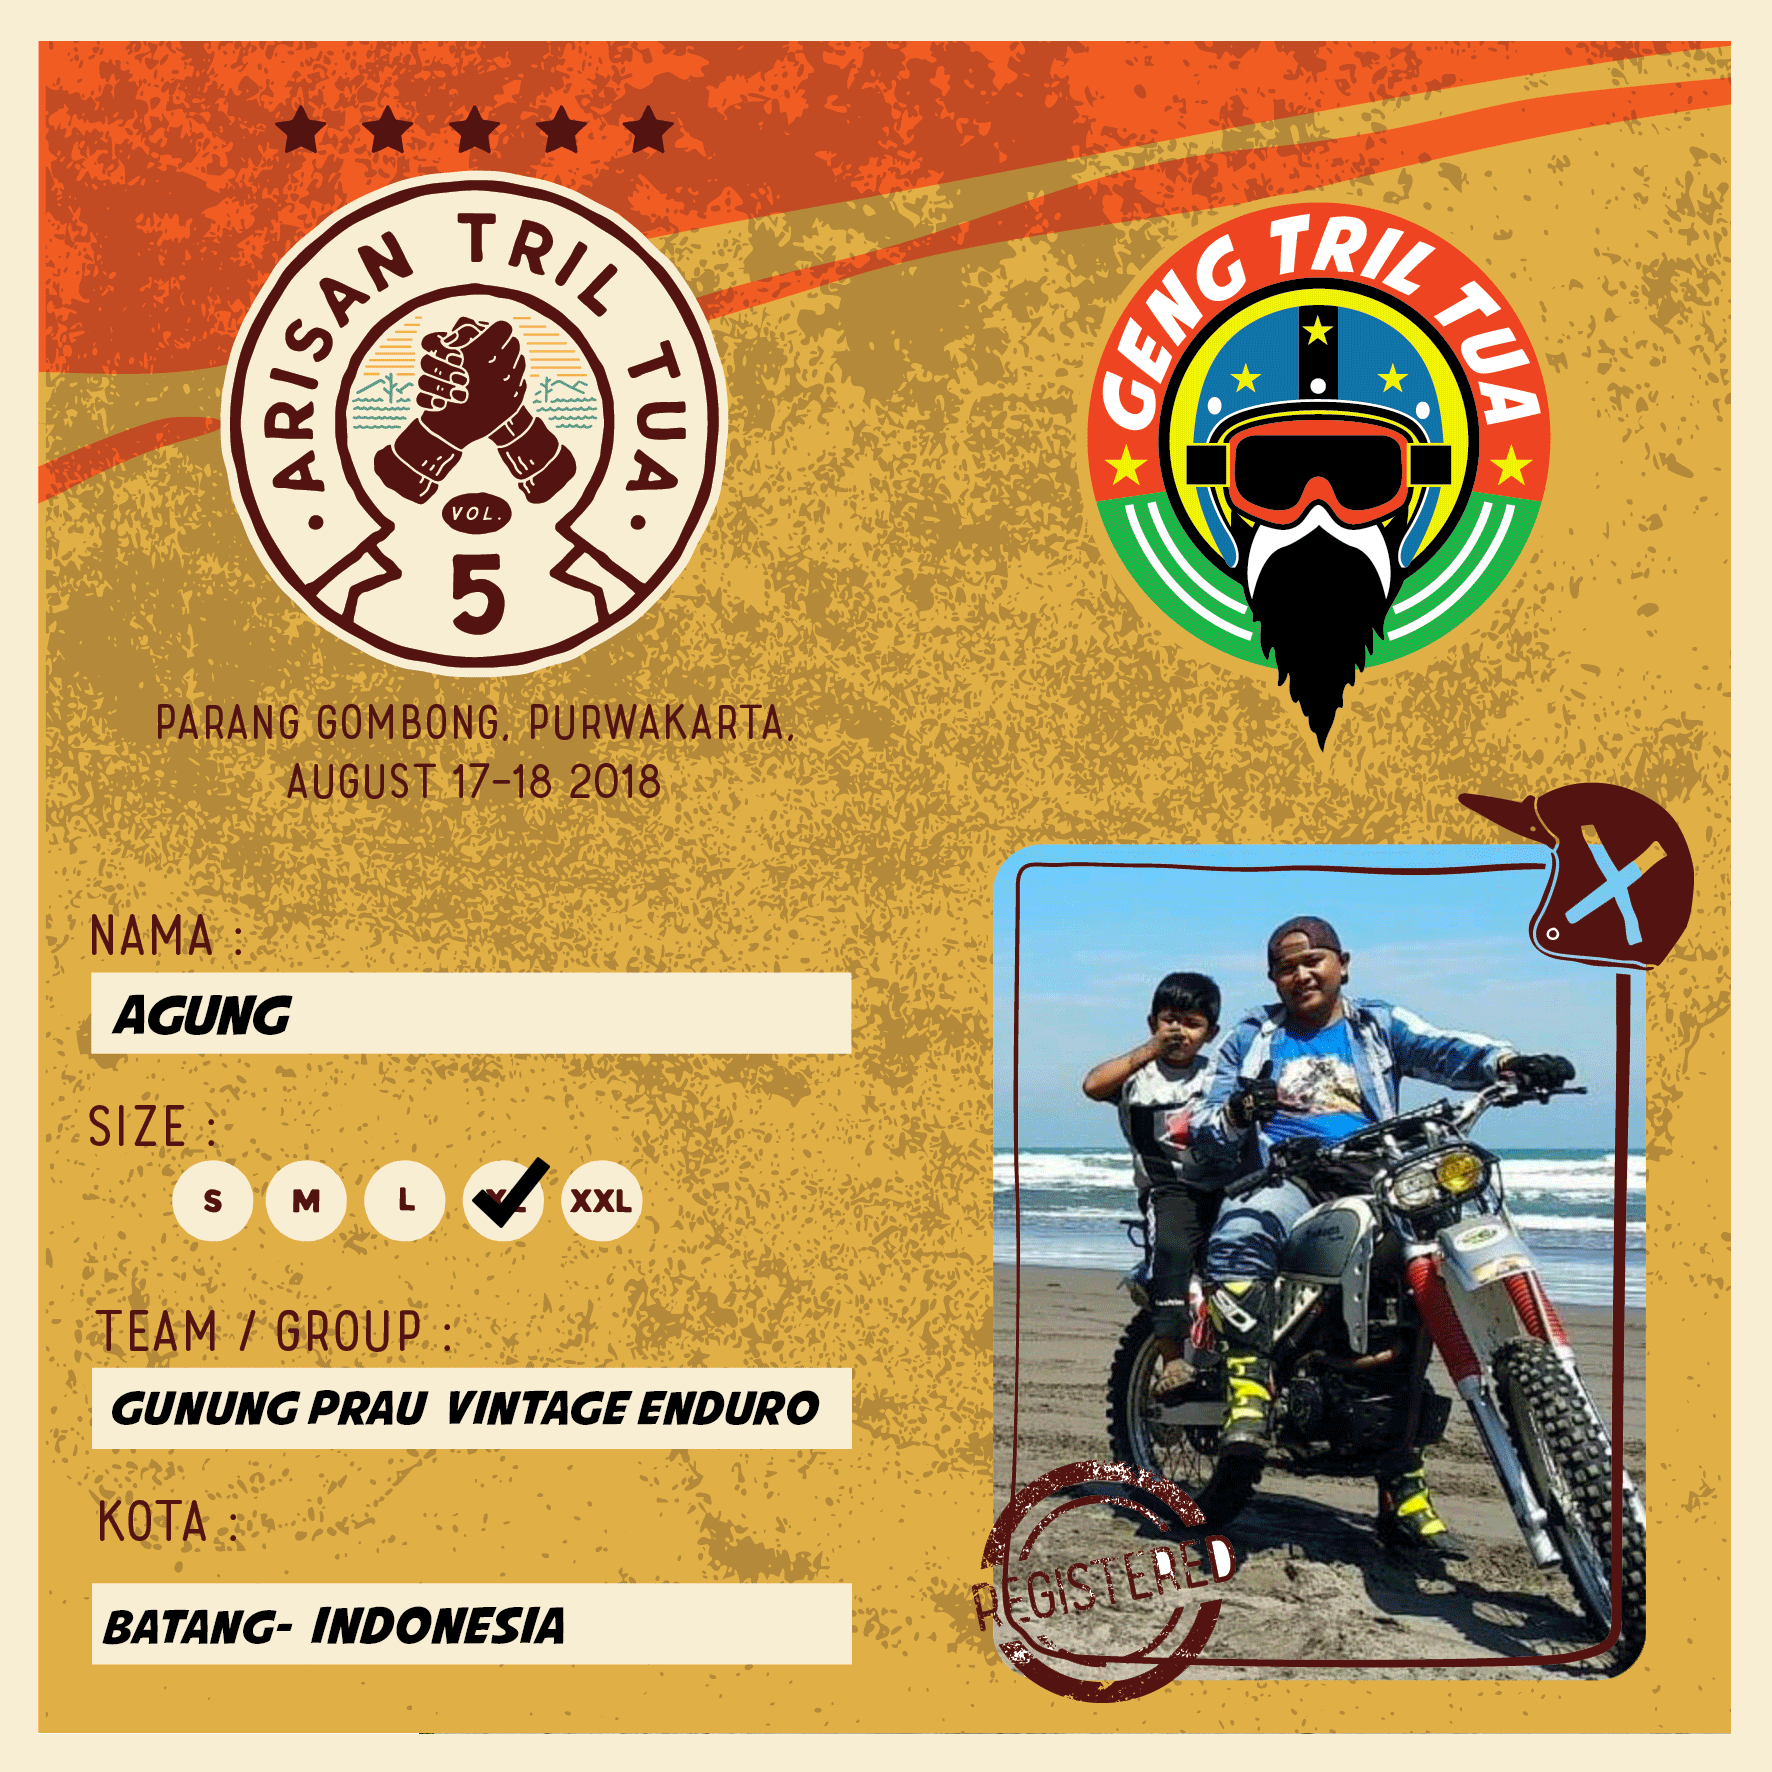 ARISAN TRIL TUA
VOL.
5
GENG TRIL TUA
PARANG GOMBONG, PURWAKARTA,
AUGUST 17-18 2018
NAMA :
AGUNG
SIZE :
S M L XL XXL
TEAM / GROUP :
GUNUNG PRAU VINTAGE ENDURO
KOTA :
BATANG- INDONESIA
REGISTERED